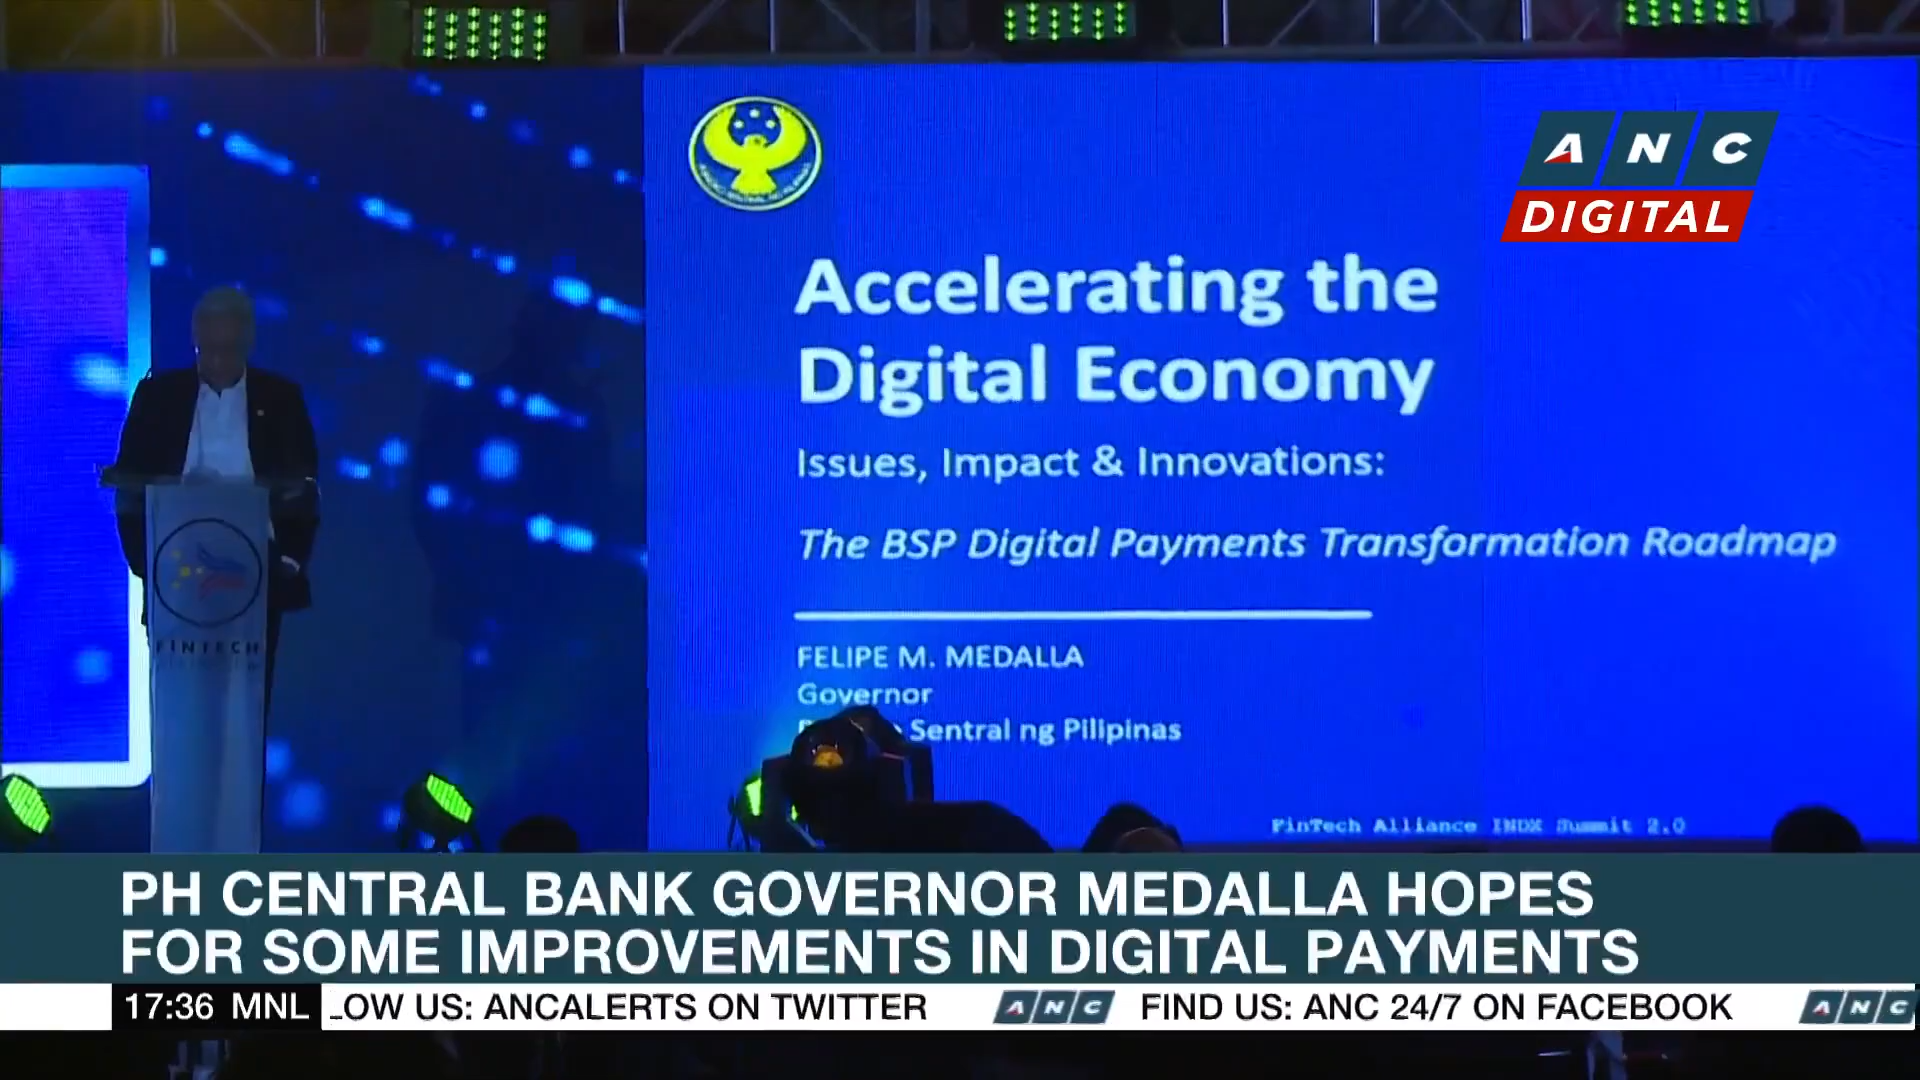 ANC
DIGITAL
Accelerating the
Digital Economy
Issues, Impact & Innovations:
The BSP Digital Payments Transformation Roadmap
FELIPE M. MEDALLA
Governor
Sentral ng Pilipinas
FinTech Alliance INDX Summit 2.0
FINTECH
PH CENTRAL BANK GOVERNOR MEDALLA HOPES
FOR SOME IMPROVEMENTS IN DIGITAL PAYMENTS
17:36 MNL LOW US: ANCALERTS ON TWITTER ANC FIND US: ANC 24/7 ON FACEBOOK ANC